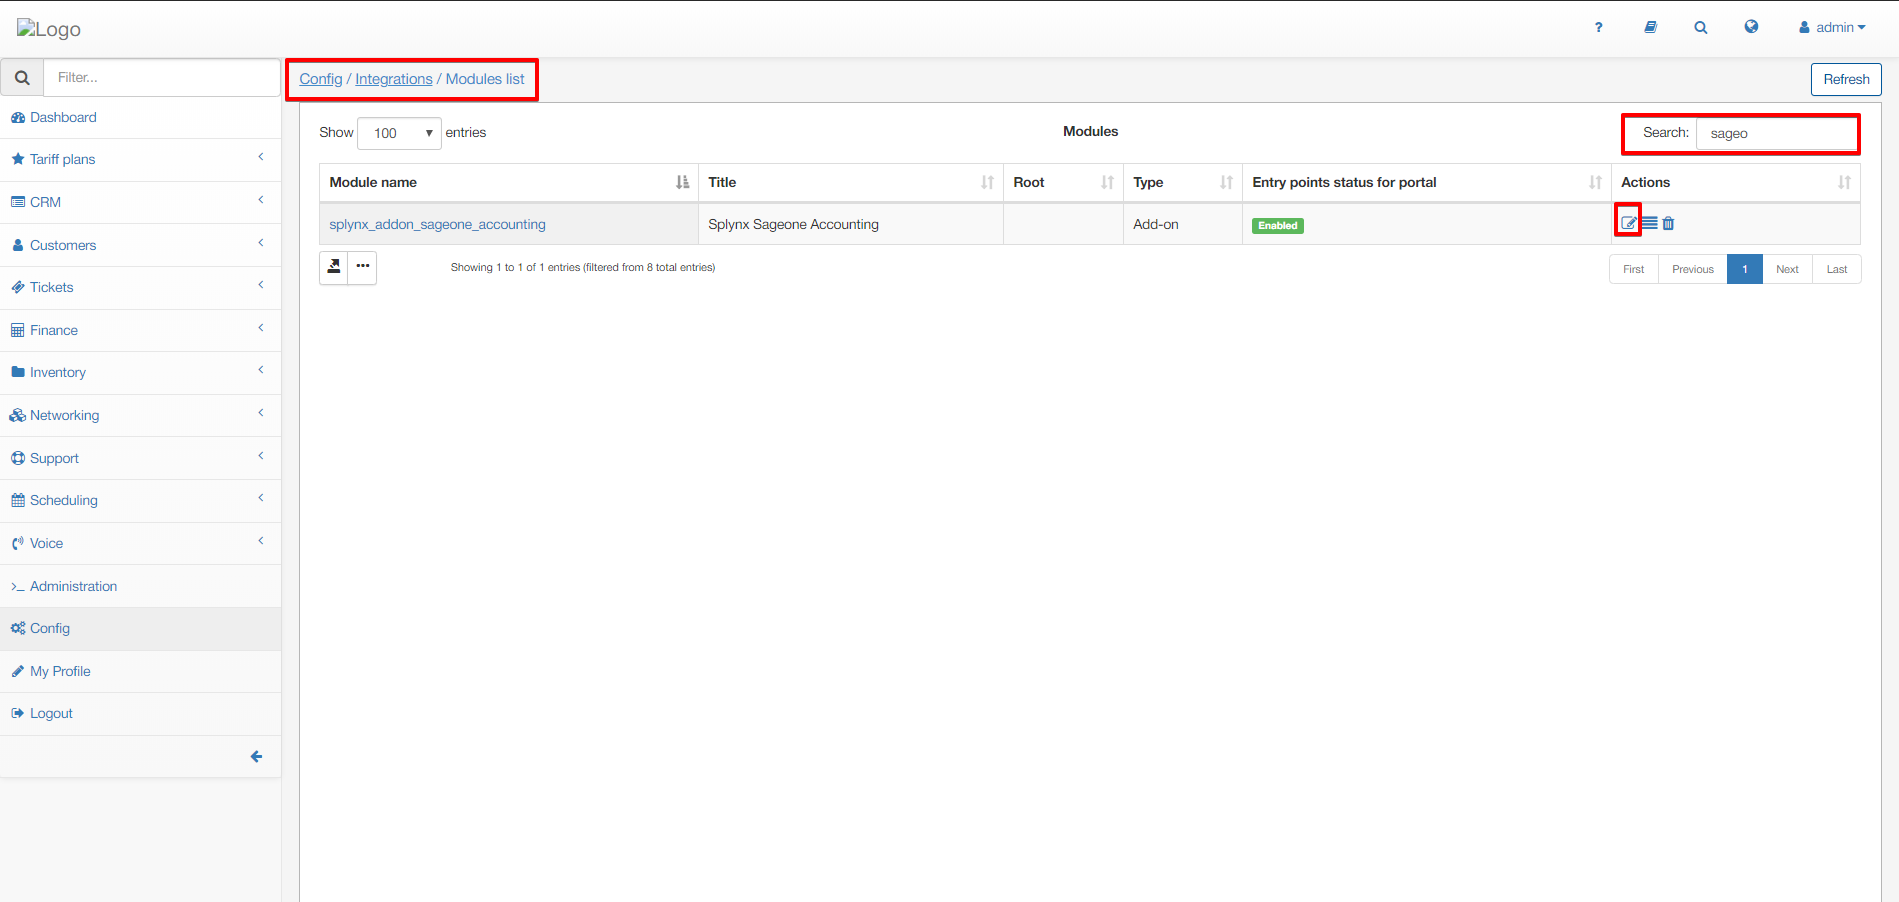 Logo
?
admin
Filter...
Config / Integrations / Modules list
Refresh
Dashboard
Tariff plans
CRM
Customers
Tickets
Finance
Inventory
Networking
Support
Scheduling
Voice
Administration
Config
My Profile
Logout
Show 100 entries
Modules
Search: sageo
Module name Title Root Type Entry points status for portal Actions
splynx_addon_sageone_accounting Splynx Sageone Accounting Add-on Enabled
Showing 1 to 1 of 1 entries (filtered from 8 total entries)
First Previous 1 Next Last